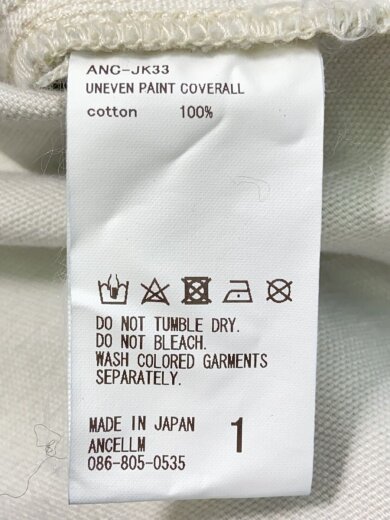 ANC-JK33
UNEVEN PAINT COVERALL
cotton 100%
DO NOT TUMBLE DRY.
DO NOT BLEACH.
WASH COLORED GARMENTS
SEPARATELY.
MADE IN JAPAN
ANCELLM
086-805-0535
1